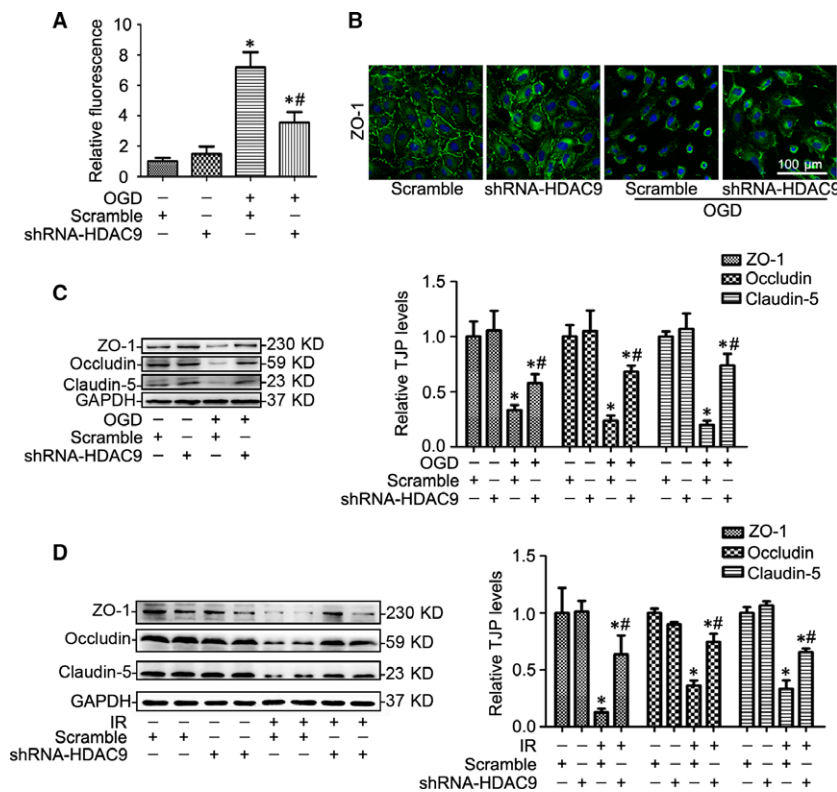 A
Relative fluorescence
10
8
6
4
2
0
*
*#
OGD − − + +
Scramble + − + −
shRNA-HDAC9 − + − +
B
ZO-1
100 µm
Scramble shRNA-HDAC9 Scramble shRNA-HDAC9
OGD
C
ZO-1 230 KD
Occludin 59 KD
Claudin-5 23 KD
GAPDH 37 KD
OGD − − + +
Scramble + − + −
shRNA-HDAC9 − + − +
Relative TJP levels
1.5
1.0
0.5
0.0
ZO-1
Occludin
Claudin-5
* *# * *# * *#
OGD − − + + − − + + − − + +
Scramble + − + − + − + − + − + −
shRNA-HDAC9 − + − + − + − + − + − +
D
ZO-1 230 KD
Occludin 59 KD
Claudin-5 23 KD
GAPDH 37 KD
IR − − − − + + + +
Scramble + + − − + + − −
shRNA-HDAC9 − − + + − − + +
Relative TJP levels
1.5
1.0
0.5
0.0
ZO-1
Occludin
Claudin-5
* *# * *# * *#
IR − − + + − − + + − − + +
Scramble + − + − + − + − + − + −
shRNA-HDAC9 − + − + − + − + − + − +